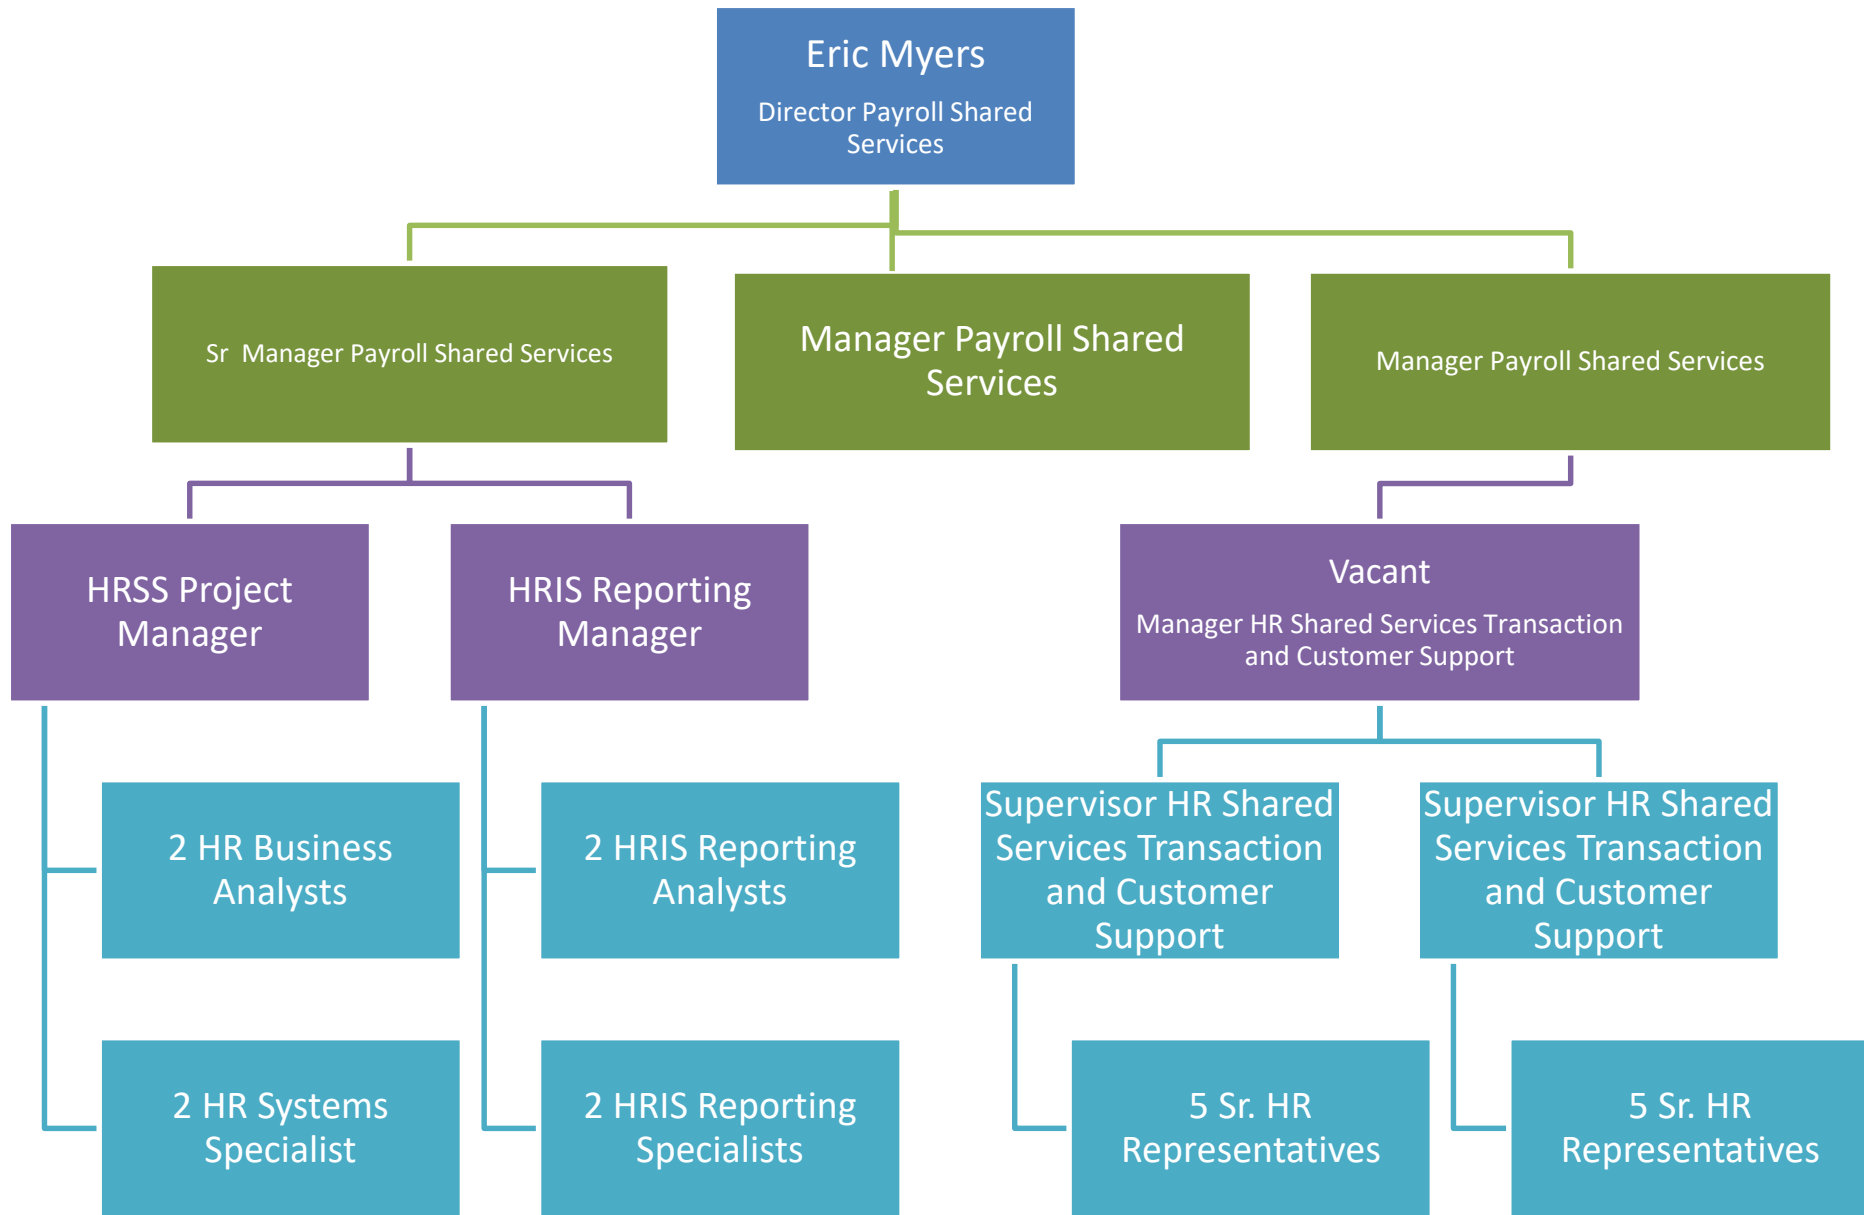 Eric Myers
Director Payroll Shared
Services
Sr  Manager Payroll Shared Services
Manager Payroll Shared
Services
Manager Payroll Shared Services
HRSS Project
Manager
HRIS Reporting
Manager
Vacant
Manager HR Shared Services Transaction
and Customer Support
2 HR Business
Analysts
2 HRIS Reporting
Analysts
Supervisor HR Shared
Services Transaction
and Customer
Support
Supervisor HR Shared
Services Transaction
and Customer
Support
2 HR Systems
Specialist
2 HRIS Reporting
Specialists
5 Sr. HR
Representatives
5 Sr. HR
Representatives